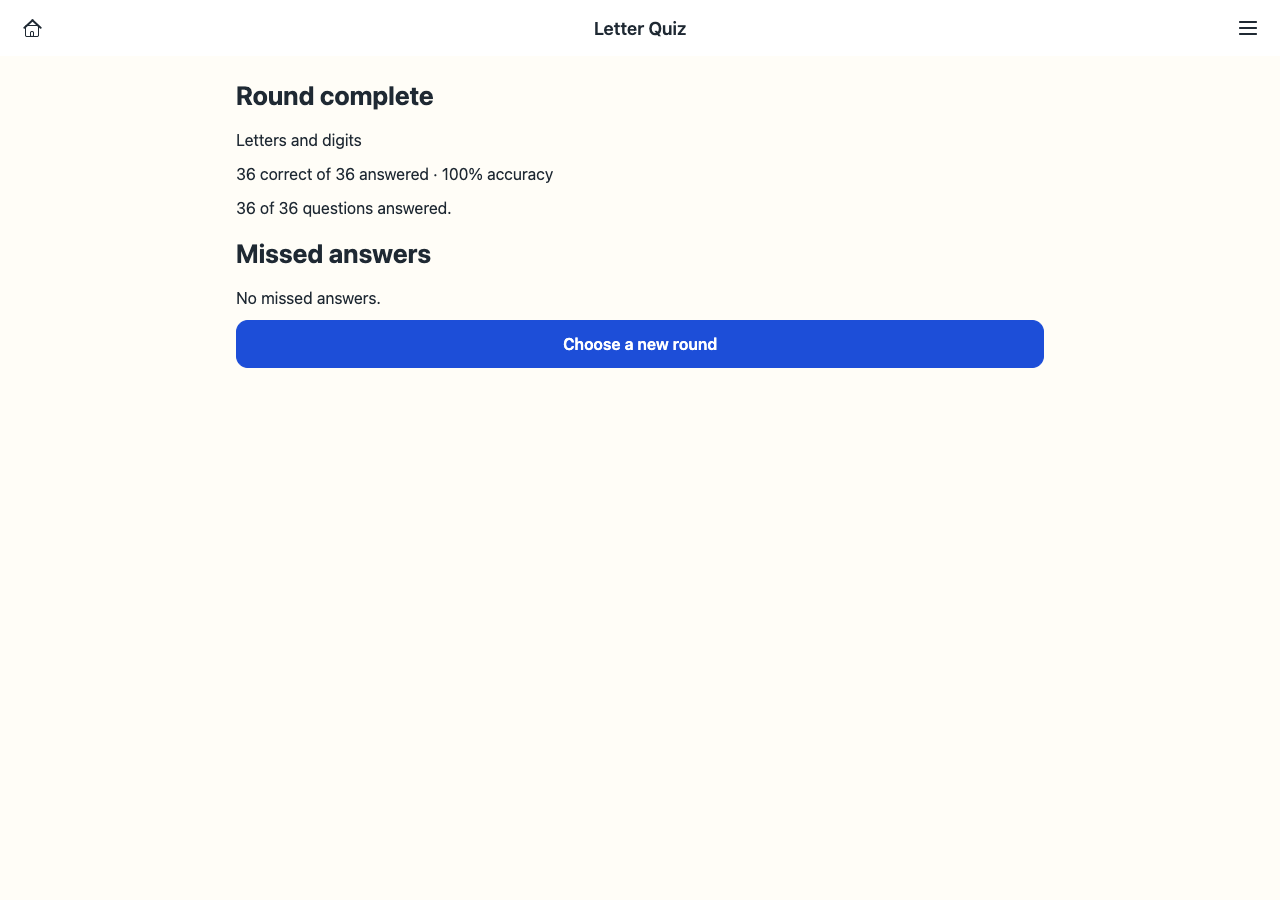 Letter Quiz
Round complete
Letters and digits
36 correct of 36 answered · 100% accuracy
36 of 36 questions answered.
Missed answers
No missed answers.
Choose a new round